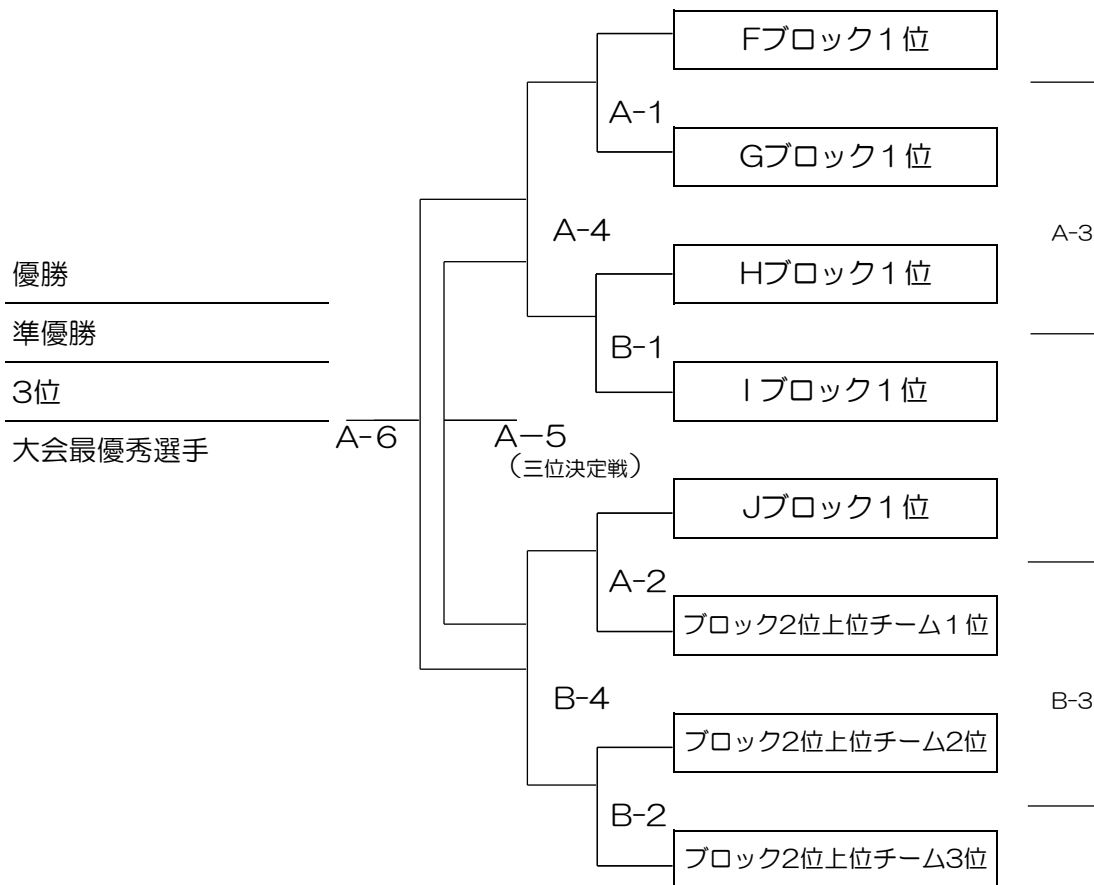 Fブロック１位
A-1
Gブロック１位
A-4
A-3
Hブロック１位
B-1
Iブロック１位
優勝
準優勝
3位
大会最優秀選手
A-6
A－5
（三位決定戦）
Jブロック１位
A-2
ブロック2位上位チーム１位
B-4
B-3
ブロック2位上位チーム2位
B-2
ブロック2位上位チーム3位